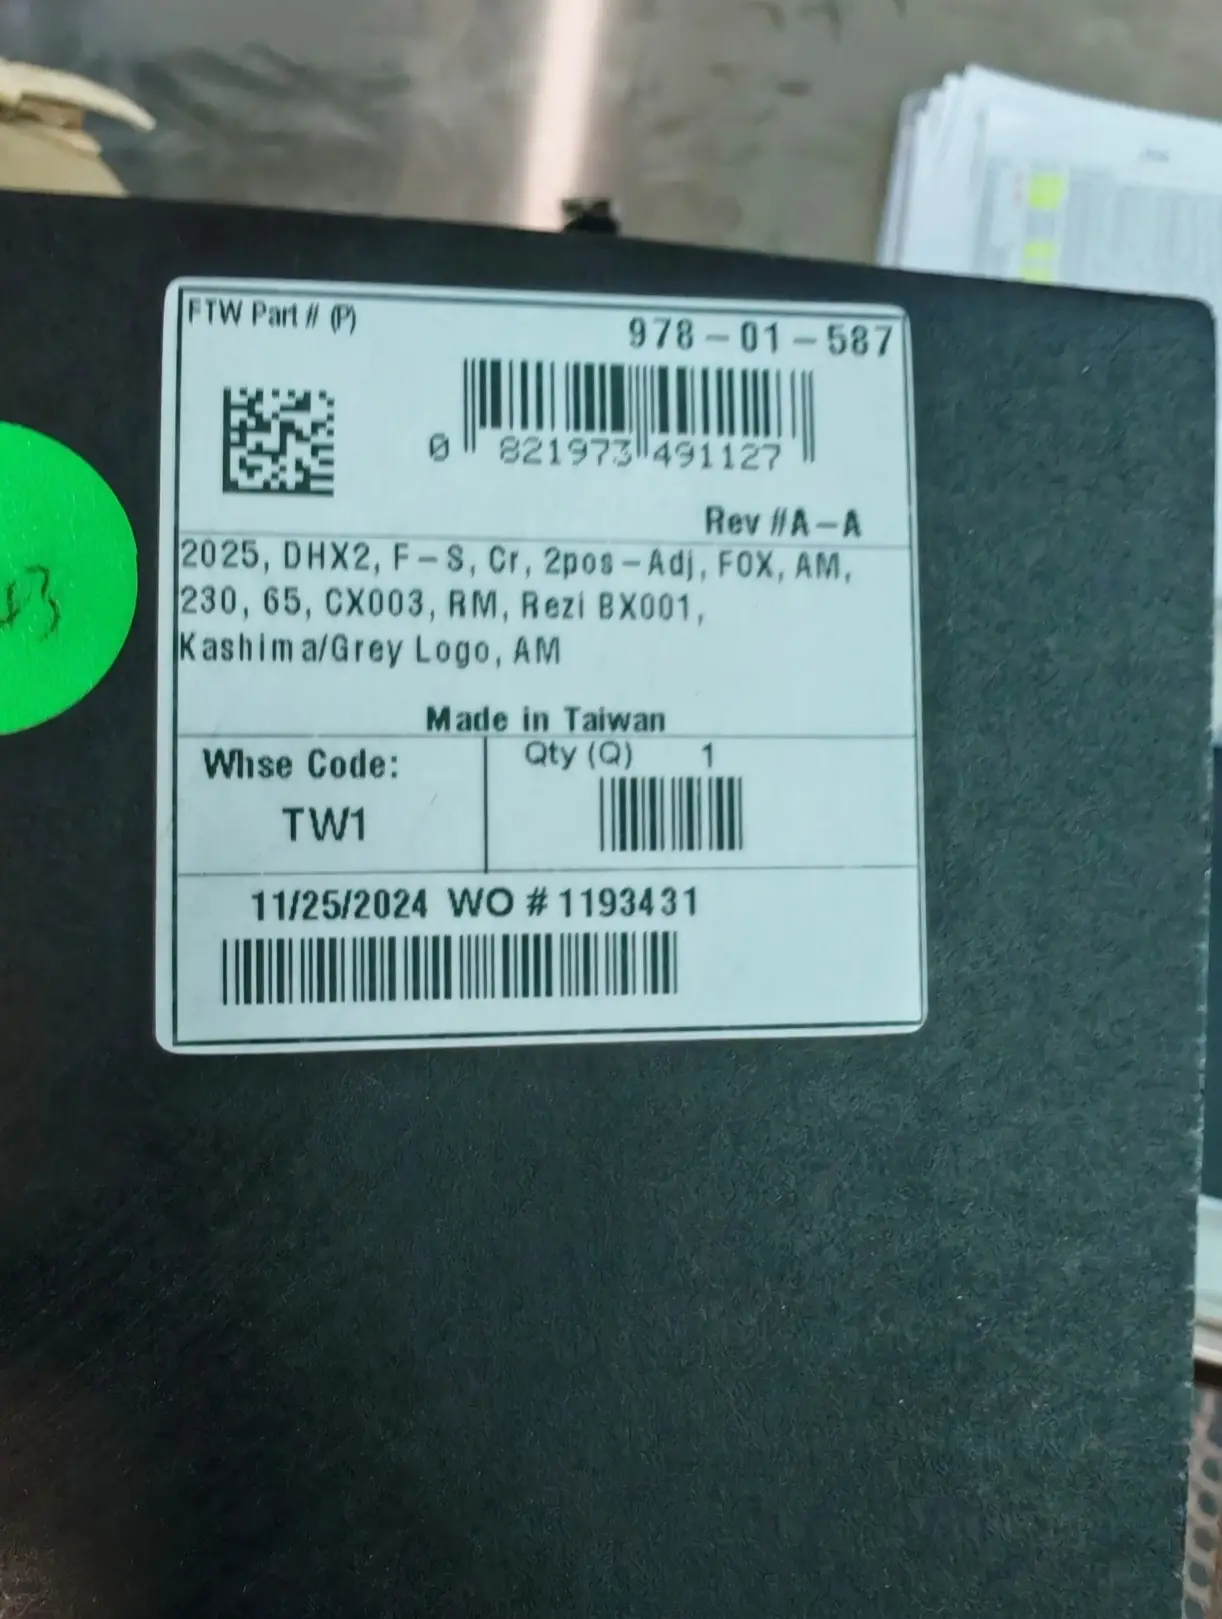 FTW Part # (P)
978-01-587
0 821973 491127
Rev #A-A
2025, DHX2, F-S, Cr, 2pos-Adj, FOX, AM,
230, 65, CX003, RM, Rezi BX001,
Kashima/Grey Logo, AM
Made in Taiwan
Whse Code:
Qty (Q) 1
TW1
11/25/2024 WO # 1193431